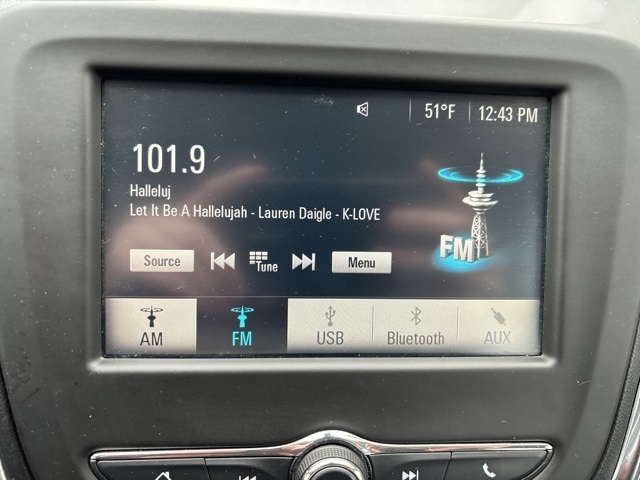 51°F 12:43 PM
101.9
Halleluj
Let It Be A Hallelujah - Lauren Daigle - K-LOVE
FM
Source Tune Menu
AM FM USB Bluetooth AUX